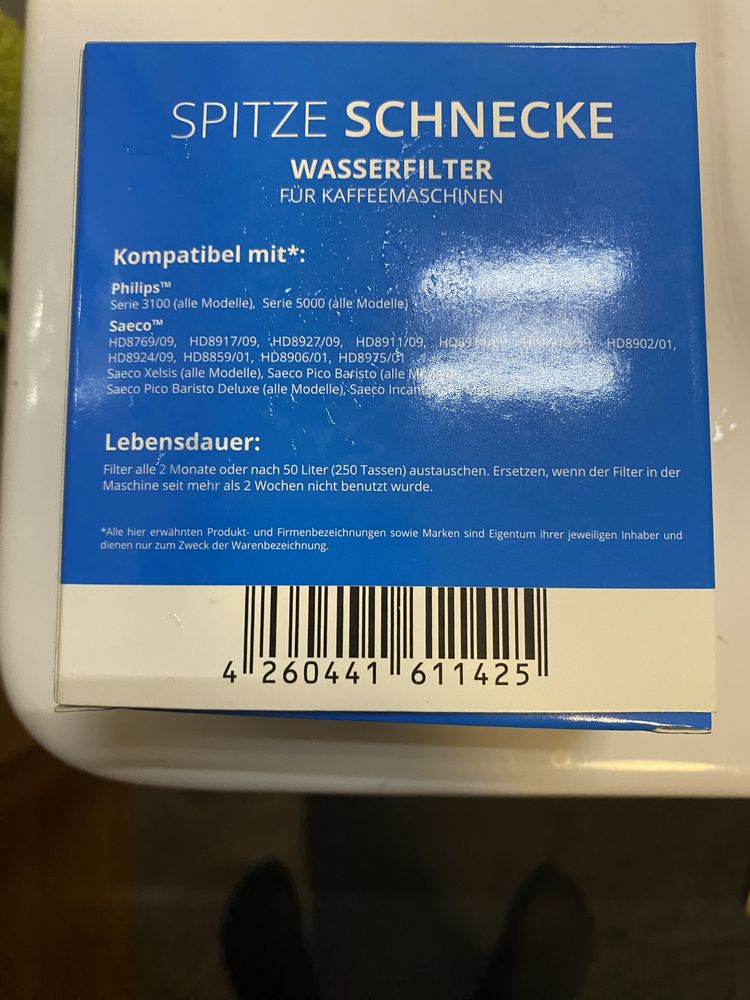 SPITZE SCHNECKE
WASSERFILTER
FÜR KAFFEEMASCHINEN
Kompatibel mit*:
Philips™
Serie 3100 (alle Modelle), Serie 5000 (alle Modelle)
Saeco™
HD8769/09, HD8917/09, HD8927/09, HD8911/09, HD8902/01,
HD8924/09, HD8859/01, HD8906/01, HD8975/01
Saeco Xelsis (alle Modelle), Saeco Pico Baristo (alle Modelle)
Saeco Pico Baristo Deluxe (alle Modelle), Saeco
Lebensdauer:
Filter alle 2 Monate oder nach 50 Liter (250 Tassen) austauschen. Ersetzen, wenn der Filter in der
Maschine seit mehr als 2 Wochen nicht benutzt wurde.
*Alle hier erwähnten Produkt- und Firmenbezeichnungen sowie Marken sind Eigentum ihrer jeweiligen Inhaber und
dienen nur zum Zweck der Warenbezeichnung.
4 260441 611425